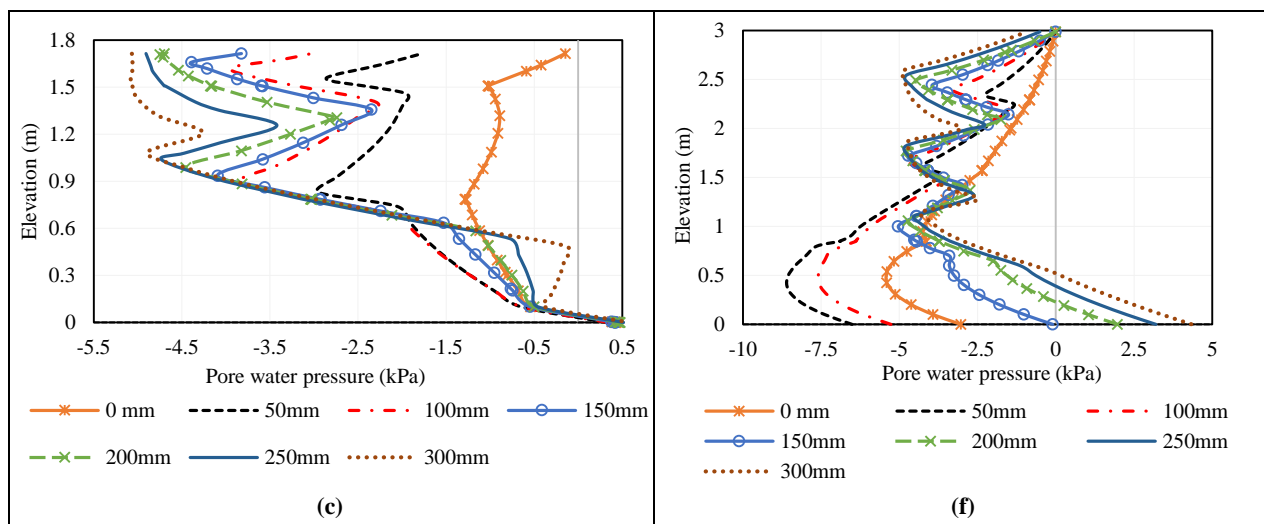 1.8
1.5
1.2
0.9
0.6
0.3
0
Elevation (m)
-5.5 -4.5 -3.5 -2.5 -1.5 -0.5 0.5
Pore water pressure (kPa)
0 mm 50mm 100mm 150mm
200mm 250mm 300mm
(c)
3
2.5
2
1.5
1
0.5
0
Elevation (m)
-10 -7.5 -5 -2.5 0 2.5 5
Pore water pressure (kPa)
0 mm 50mm 100mm
150mm 200mm 250mm
300mm
(f)